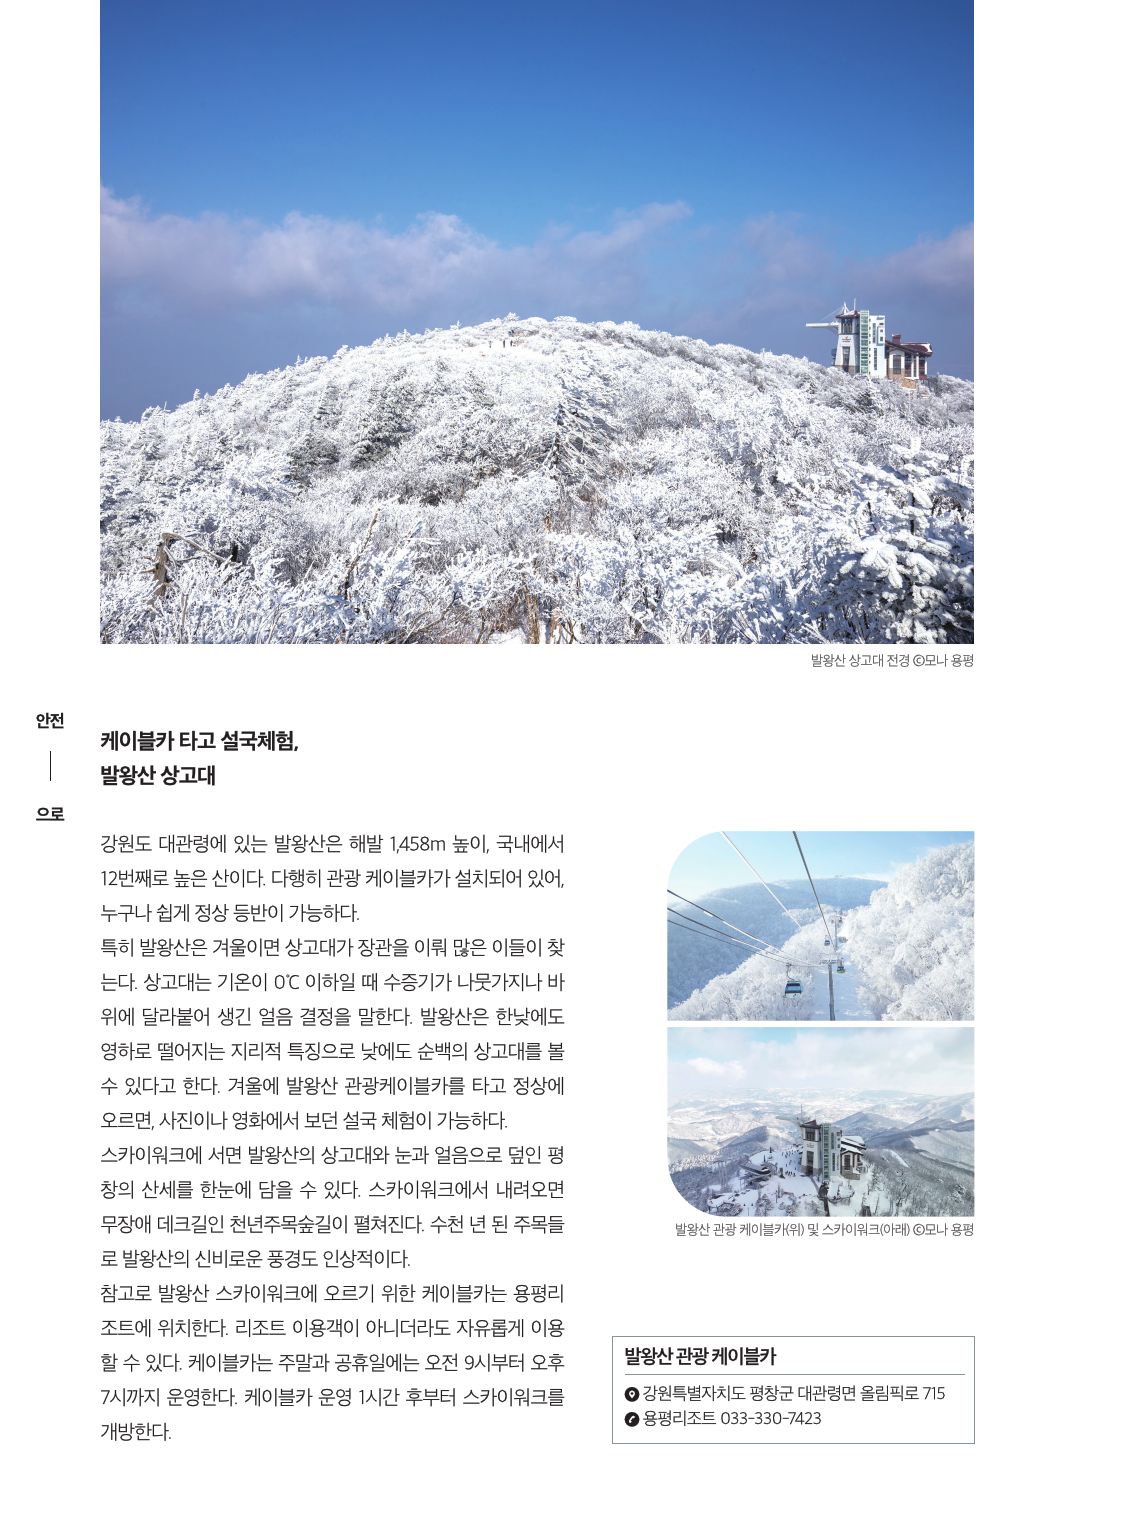 발왕산 상고대 전경 ©모나 용평
안전
으로
케이블카 타고 설국체험,
발왕산 상고대
강원도 대관령에 있는 발왕산은 해발 1,458m 높이, 국내에서
12번째로 높은 산이다. 다행히 관광 케이블카가 설치되어 있어,
누구나 쉽게 정상 등반이 가능하다.
특히 발왕산은 겨울이면 상고대가 장관을 이뤄 많은 이들이 찾
는다. 상고대는 기온이 0℃ 이하일 때 수증기가 나뭇가지나 바
위에 달라붙어 생긴 얼음 결정을 말한다. 발왕산은 한낮에도
영하로 떨어지는 지리적 특징으로 낮에도 순백의 상고대를 볼
수 있다고 한다. 겨울에 발왕산 관광케이블카를 타고 정상에
오르면, 사진이나 영화에서 보던 설국 체험이 가능하다.
스카이워크에 서면 발왕산의 상고대와 눈과 얼음으로 덮인 평
창의 산세를 한눈에 담을 수 있다. 스카이워크에서 내려오면
무장애 데크길인 천년주목숲길이 펼쳐진다. 수천 년 된 주목들
로 발왕산의 신비로운 풍경도 인상적이다.
참고로 발왕산 스카이워크에 오르기 위한 케이블카는 용평리
조트에 위치한다. 리조트 이용객이 아니더라도 자유롭게 이용
할 수 있다. 케이블카는 주말과 공휴일에는 오전 9시부터 오후
7시까지 운영한다. 케이블카 운영 1시간 후부터 스카이워크를
개방한다.
발왕산 관광 케이블카(위) 및 스카이워크(아래) ©모나 용평
발왕산 관광 케이블카
강원특별자치도 평창군 대관령면 올림픽로 715
용평리조트 033-330-7423